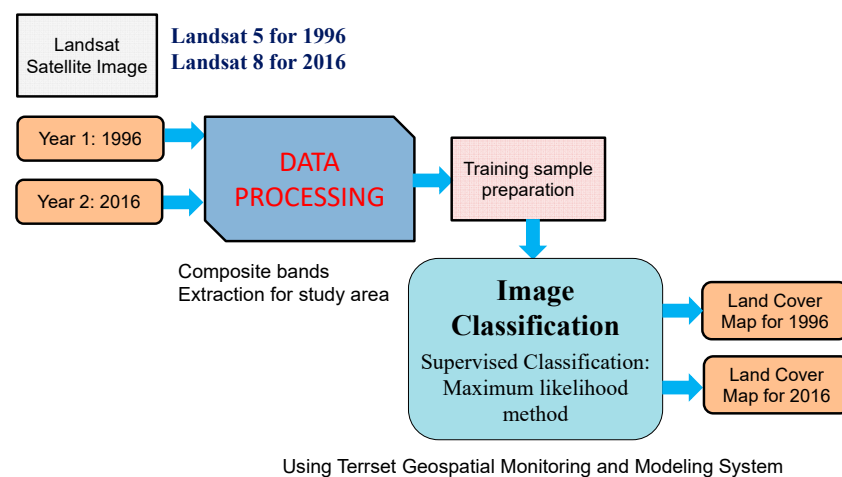 Landsat
Satellite Image
Landsat 5 for 1996
Landsat 8 for 2016
Year 1: 1996
Year 2: 2016
DATA
PROCESSING
Training sample
preparation
Composite bands
Extraction for study area
Image
Classification
Supervised Classification:
Maximum likelihood
method
Land Cover
Map for 1996
Land Cover
Map for 2016
Using Terrset Geospatial Monitoring and Modeling System